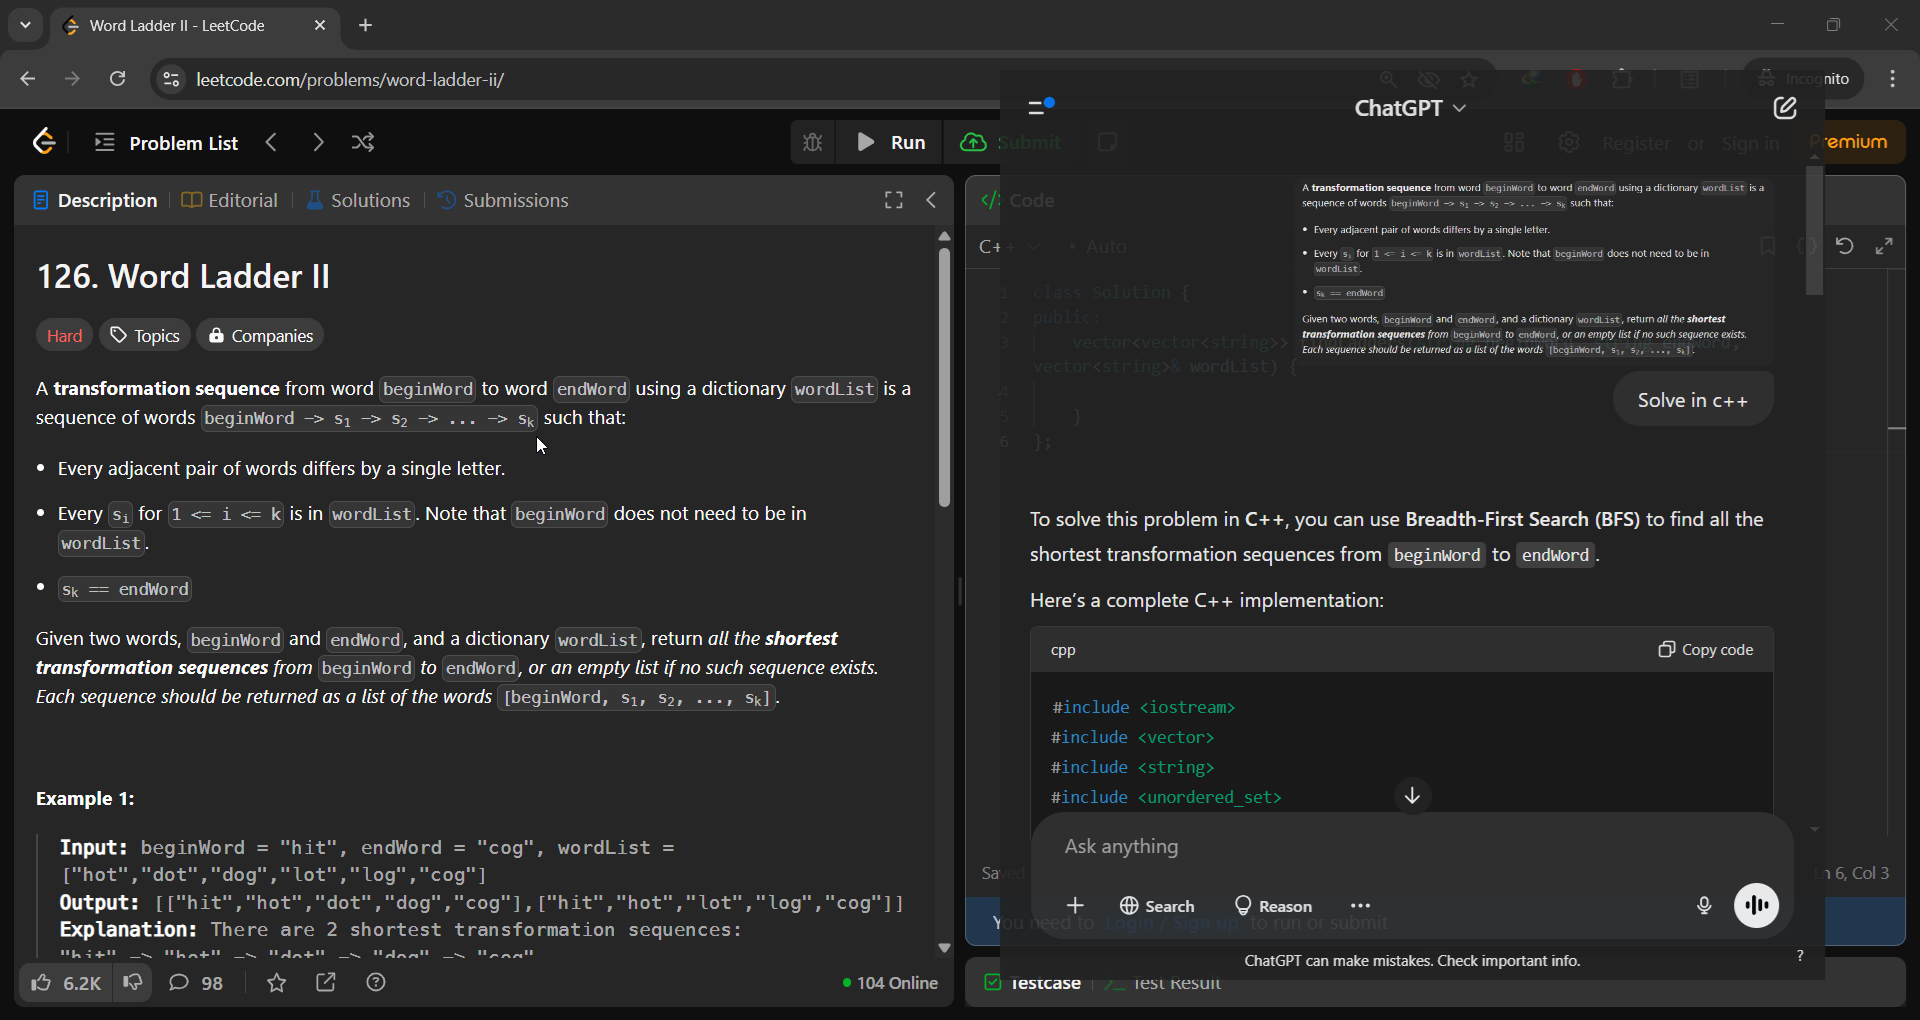 Word Ladder II - LeetCode
leetcode.com/problems/word-ladder-ii/
Incognito
Problem List
Run
Submit
Register or Sign in
Premium
Description
Editorial
Solutions
Submissions
126. Word Ladder II
Hard
Topics
Companies
A transformation sequence from word beginWord to word endWord using a dictionary wordList is a
sequence of words beginWord -> s1 -> s2 -> ... -> sk such that:
• Every adjacent pair of words differs by a single letter.
• Every si for 1 <= i <= k is in wordList. Note that beginWord does not need to be in
wordList.
• sk == endWord
Given two words, beginWord and endWord, and a dictionary wordList, return all the shortest
transformation sequences from beginWord to endWord, or an empty list if no such sequence exists.
Each sequence should be returned as a list of the words [beginWord, s1, s2, ..., sk].
Example 1:
Input: beginWord = "hit", endWord = "cog", wordList =
["hot","dot","dog","lot","log","cog"]
Output: [["hit","hot","dot","dog","cog"],["hit","hot","lot","log","cog"]]
Explanation: There are 2 shortest transformation sequences:
"hit" -> "hot" -> "dot" -> "dog" -> "cog"
6.2K
98
104 Online
</> Code
C++
Auto
1 class Solution {
2 public:
3 vector<vector<string>>
vector<string>& wordList) {
4
5 }
6 };
Saved
Ln 6, Col 3
You need to Login / Sign up to run or submit
Testcase
Test Result
ChatGPT
A transformation sequence from word beginWord to word endWord using a dictionary wordList is a
sequence of words beginWord -> s1 -> s2 -> ... -> sk such that:
• Every adjacent pair of words differs by a single letter.
• Every si for 1 <= i <= k is in wordList. Note that beginWord does not need to be in
wordList.
• sk == endWord
Given two words, beginWord and endWord, and a dictionary wordList, return all the shortest
transformation sequences from beginWord to endWord, or an empty list if no such sequence exists.
Each sequence should be returned as a list of the words [beginWord, s1, s2, ..., sk].
Solve in c++
To solve this problem in C++, you can use Breadth-First Search (BFS) to find all the
shortest transformation sequences from beginWord to endWord.
Here's a complete C++ implementation:
cpp
Copy code
#include <iostream>
#include <vector>
#include <string>
#include <unordered_set>
Ask anything
Search
Reason
ChatGPT can make mistakes. Check important info.
?